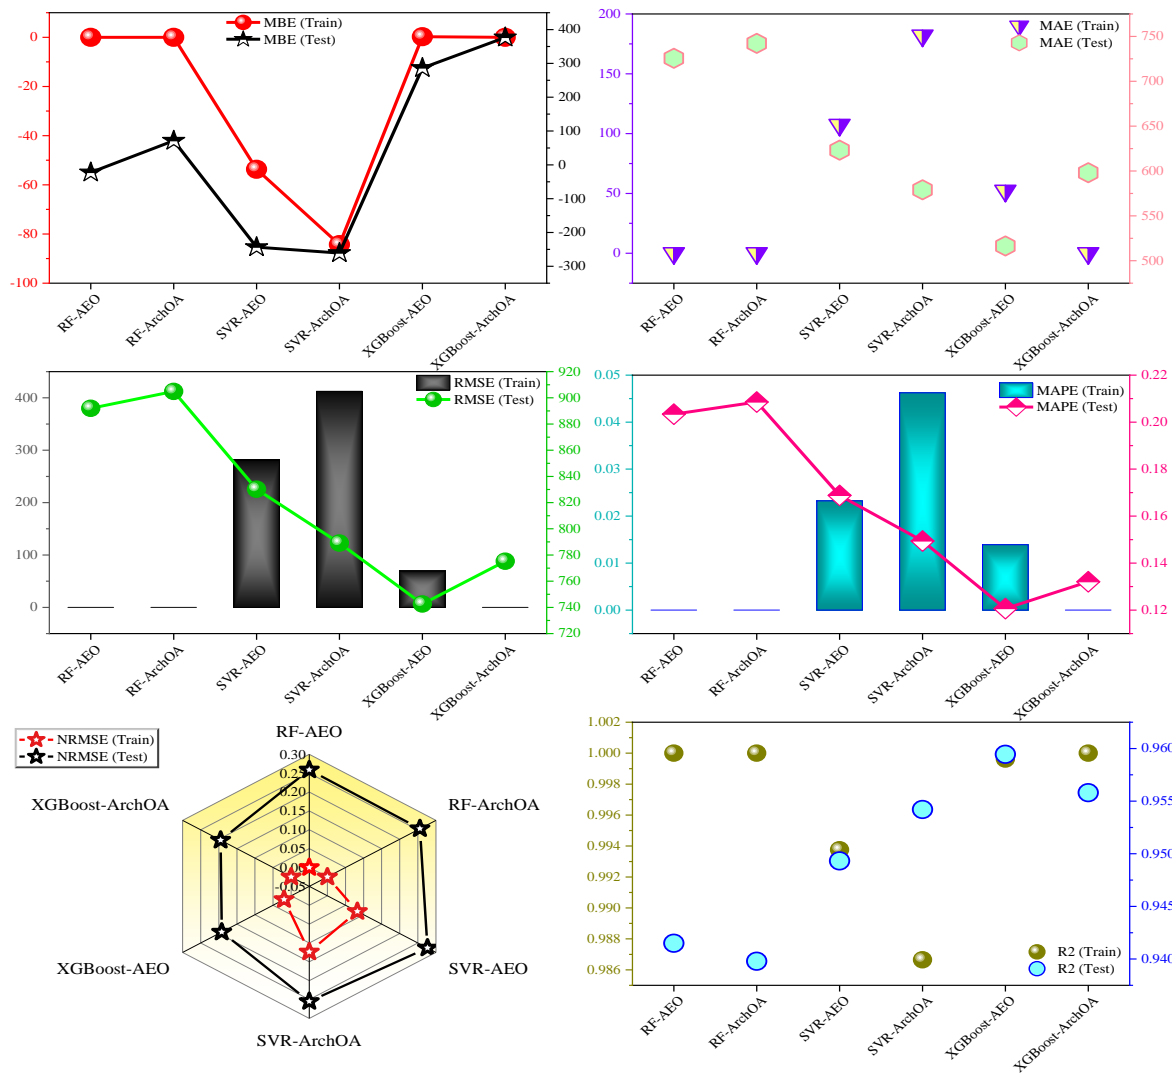 MBE (Train)
MBE (Test)
0
-20
-40
-60
-80
-100
400
300
200
100
0
-100
-200
-300
RF-AEO
RF-ArchOA
SVR-AEO
SVR-ArchOA
XGBoost-AEO
XGBoost-ArchOA
MAE (Train)
MAE (Test)
200
150
100
50
0
750
700
650
600
550
500
RF-AEO
RF-ArchOA
SVR-AEO
SVR-ArchOA
XGBoost-AEO
XGBoost-ArchOA
RMSE (Train)
RMSE (Test)
400
300
200
100
0
920
900
880
860
840
820
800
780
760
740
720
RF-AEO
RF-ArchOA
SVR-AEO
SVR-ArchOA
XGBoost-AEO
XGBoost-ArchOA
MAPE (Train)
MAPE (Test)
0.05
0.04
0.03
0.02
0.01
0.00
0.22
0.20
0.18
0.16
0.14
0.12
RF-AEO
RF-ArchOA
SVR-AEO
SVR-ArchOA
XGBoost-AEO
XGBoost-ArchOA
NRMSE (Train)
NRMSE (Test)
RF-AEO
0.30
0.25
0.20
0.15
0.10
0.05
0.00
-0.05
XGBoost-ArchOA
RF-ArchOA
XGBoost-AEO
SVR-AEO
SVR-ArchOA
1.002
1.000
0.998
0.996
0.994
0.992
0.990
0.988
0.986
0.960
0.955
0.950
0.945
0.940
R2 (Train)
R2 (Test)
RF-AEO
RF-ArchOA
SVR-AEO
SVR-ArchOA
XGBoost-AEO
XGBoost-ArchOA